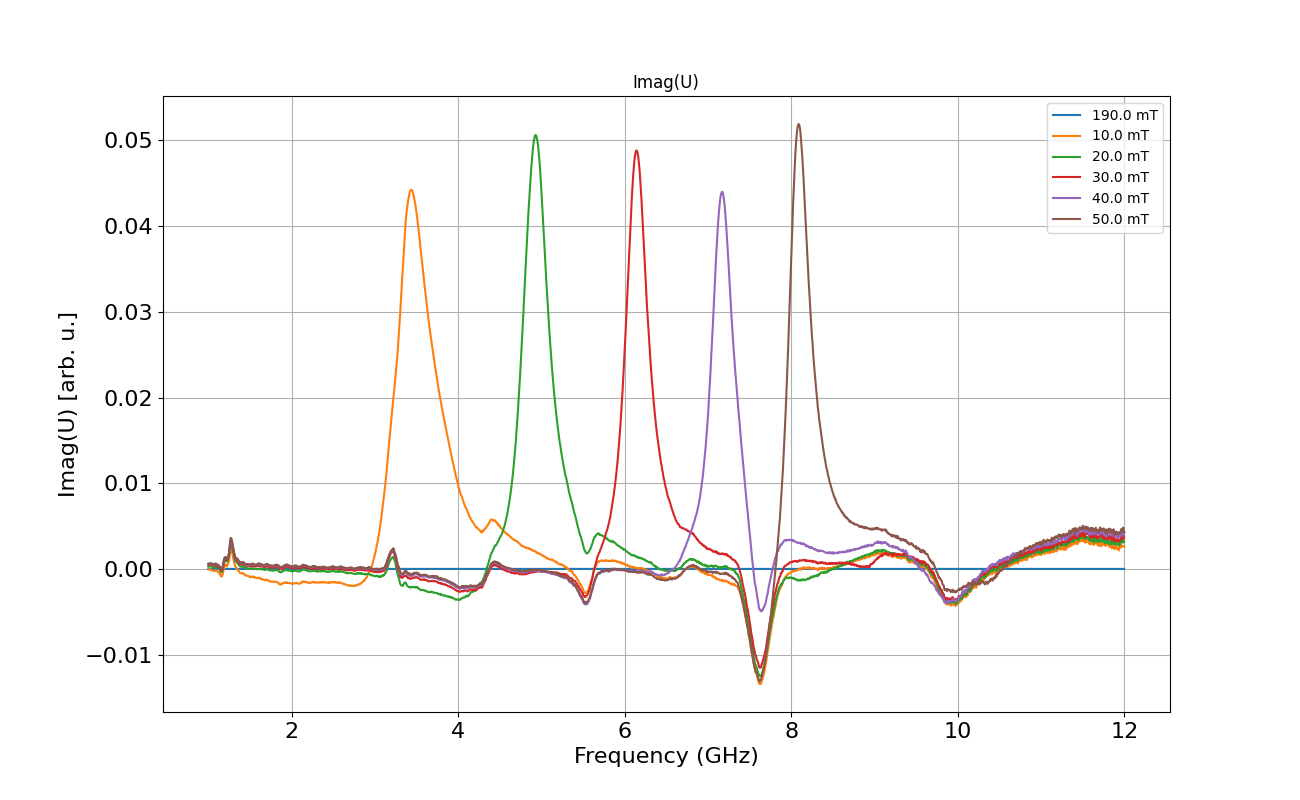 Imag(U)
190.0 mT
10.0 mT
20.0 mT
30.0 mT
40.0 mT
50.0 mT
0.05
0.04
0.03
0.02
0.01
0.00
−0.01
Imag(U) [arb. u.]
2 4 6 8 10 12
Frequency (GHz)